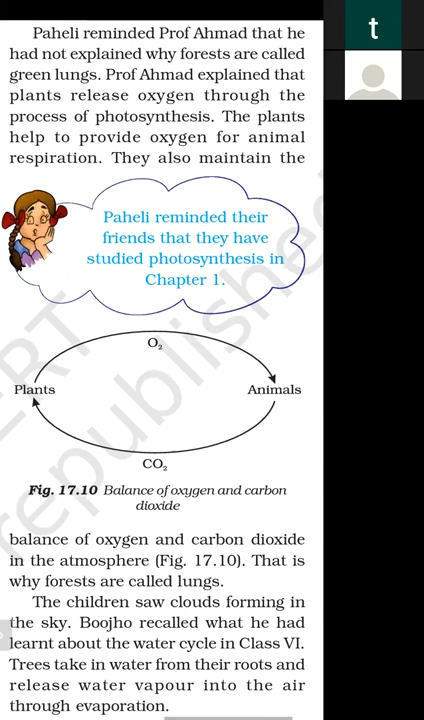 t
Paheli reminded Prof Ahmad that he
had not explained why forests are called
green lungs. Prof Ahmad explained that
plants release oxygen through the
process of photosynthesis. The plants
help to provide oxygen for animal
respiration. They also maintain the
Paheli reminded their
friends that they have
studied photosynthesis in
Chapter 1.
O₂
Plants
Animals
CO₂
Fig. 17.10 Balance of oxygen and carbon
dioxide
balance of oxygen and carbon dioxide
in the atmosphere (Fig. 17.10). That is
why forests are called lungs.
The children saw clouds forming in
the sky. Boojho recalled what he had
learnt about the water cycle in Class VI.
Trees take in water from their roots and
release water vapour into the air
through evaporation.